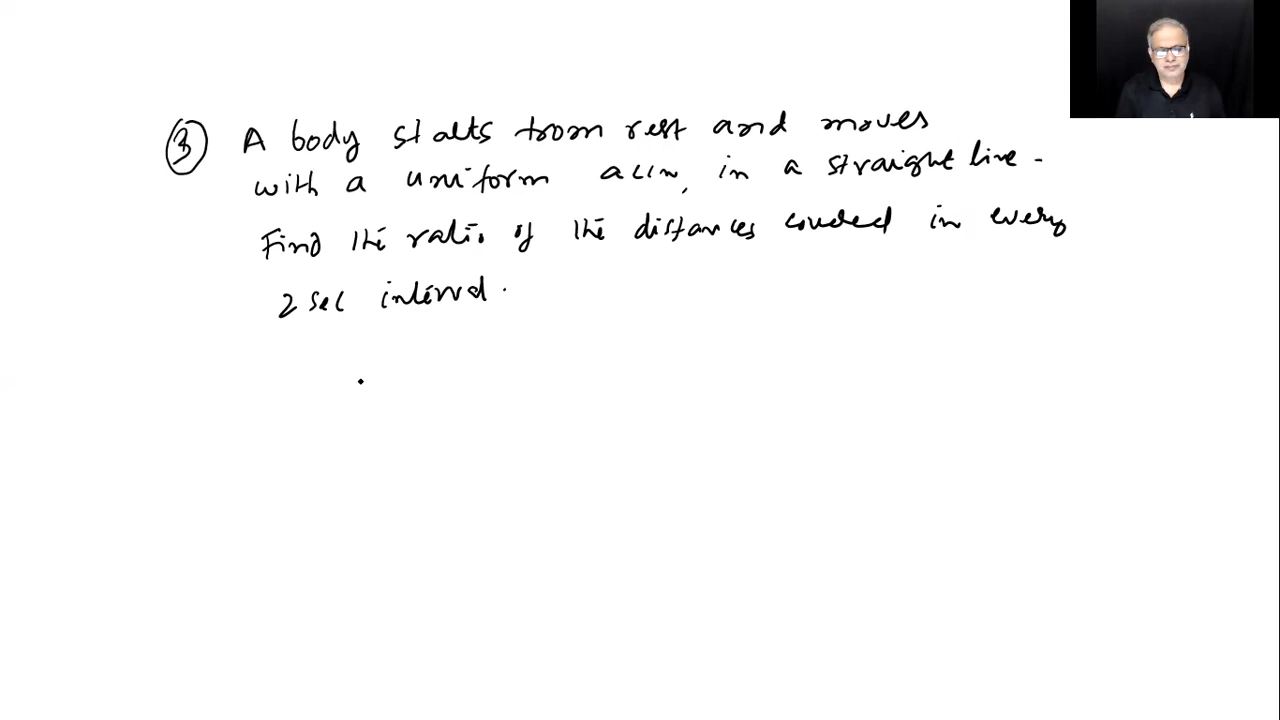 3 A body starts from rest and moves
with a uniform accn, in a straight line.
Find the ratio of the distances covered in every
2 sec interval.